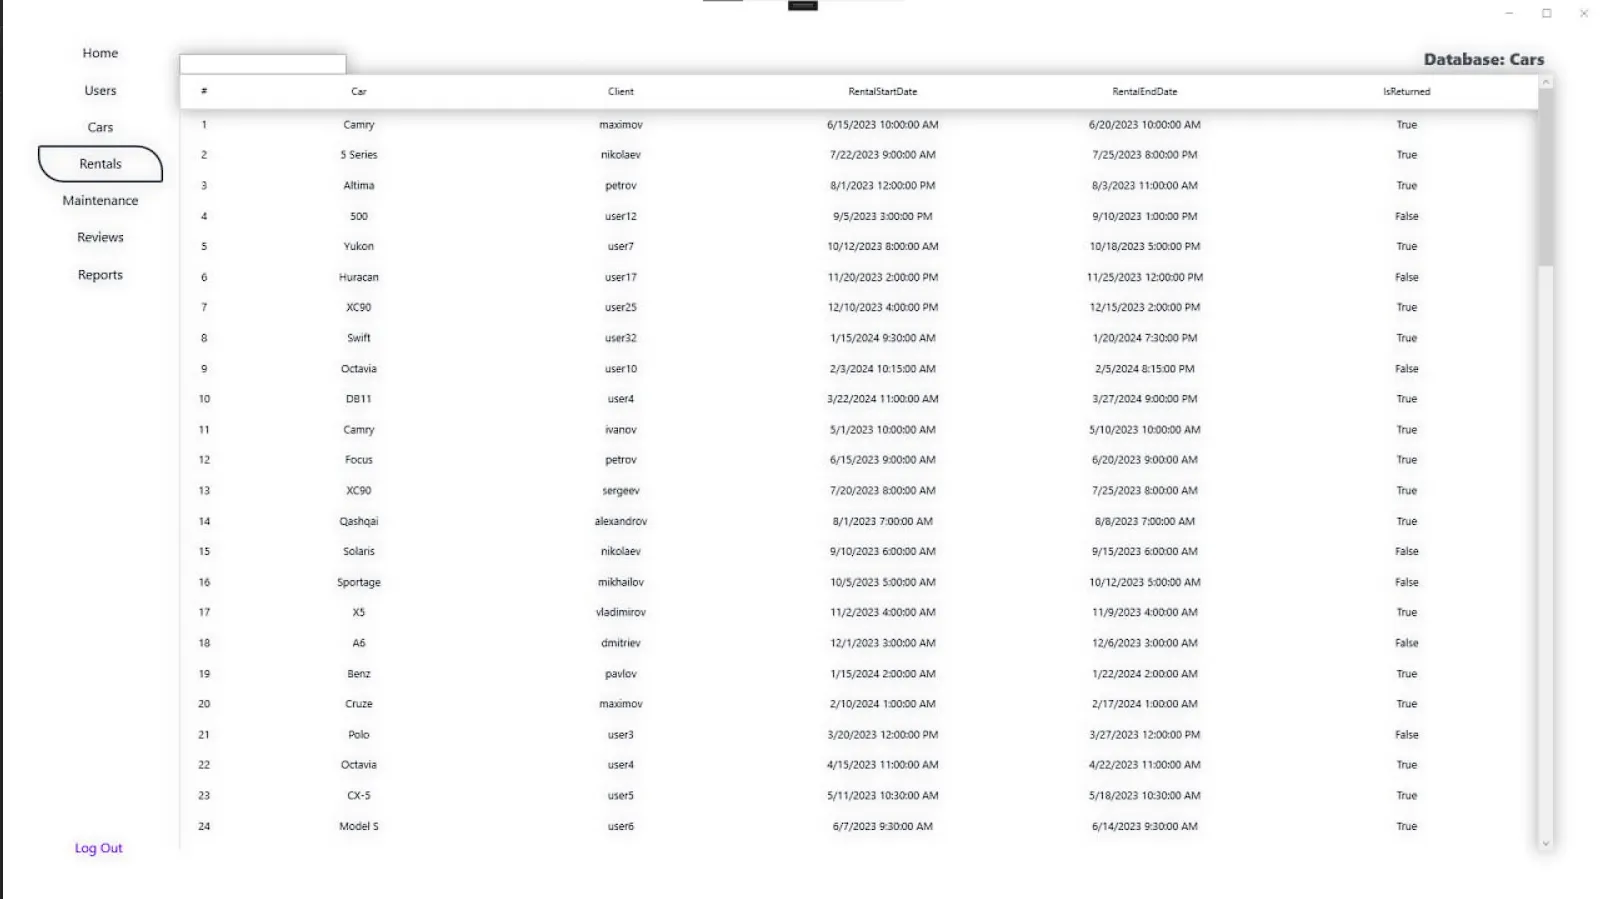 Home
Users
Cars
Rentals
Maintenance
Reviews
Reports
Log Out
Database: Cars
# Car Client RentalStartDate RentalEndDate IsReturned
1 Camry maximov 6/15/2023 10:00:00 AM 6/20/2023 10:00:00 AM True
2 5 Series nikolaev 7/22/2023 9:00:00 AM 7/25/2023 8:00:00 PM True
3 Altima petrov 8/1/2023 12:00:00 PM 8/3/2023 11:00:00 AM True
4 500 user12 9/5/2023 3:00:00 PM 9/10/2023 1:00:00 PM False
5 Yukon user7 10/12/2023 8:00:00 AM 10/18/2023 5:00:00 PM True
6 Huracan user17 11/20/2023 2:00:00 PM 11/25/2023 12:00:00 PM False
7 XC90 user25 12/10/2023 4:00:00 PM 12/15/2023 2:00:00 PM True
8 Swift user32 1/15/2024 9:30:00 AM 1/20/2024 7:30:00 PM True
9 Octavia user10 2/3/2024 10:15:00 AM 2/5/2024 8:15:00 PM False
10 DB11 user4 3/22/2024 11:00:00 AM 3/27/2024 9:00:00 PM True
11 Camry ivanov 5/1/2023 10:00:00 AM 5/10/2023 10:00:00 AM True
12 Focus petrov 6/15/2023 9:00:00 AM 6/20/2023 9:00:00 AM True
13 XC90 sergeev 7/20/2023 8:00:00 AM 7/25/2023 8:00:00 AM True
14 Qashqai alexandrov 8/1/2023 7:00:00 AM 8/8/2023 7:00:00 AM True
15 Solaris nikolaev 9/10/2023 6:00:00 AM 9/15/2023 6:00:00 AM False
16 Sportage mikhailov 10/5/2023 5:00:00 AM 10/12/2023 5:00:00 AM False
17 X5 vladimirov 11/2/2023 4:00:00 AM 11/9/2023 4:00:00 AM True
18 A6 dmitriev 12/1/2023 3:00:00 AM 12/6/2023 3:00:00 AM False
19 Benz pavlov 1/15/2024 2:00:00 AM 1/22/2024 2:00:00 AM True
20 Cruze maximov 2/10/2024 1:00:00 AM 2/17/2024 1:00:00 AM True
21 Polo user3 3/20/2023 12:00:00 PM 3/27/2023 12:00:00 PM False
22 Octavia user4 4/15/2023 11:00:00 AM 4/22/2023 11:00:00 AM True
23 CX-5 user5 5/11/2023 10:30:00 AM 5/18/2023 10:30:00 AM True
24 Model S user6 6/7/2023 9:30:00 AM 6/14/2023 9:30:00 AM True